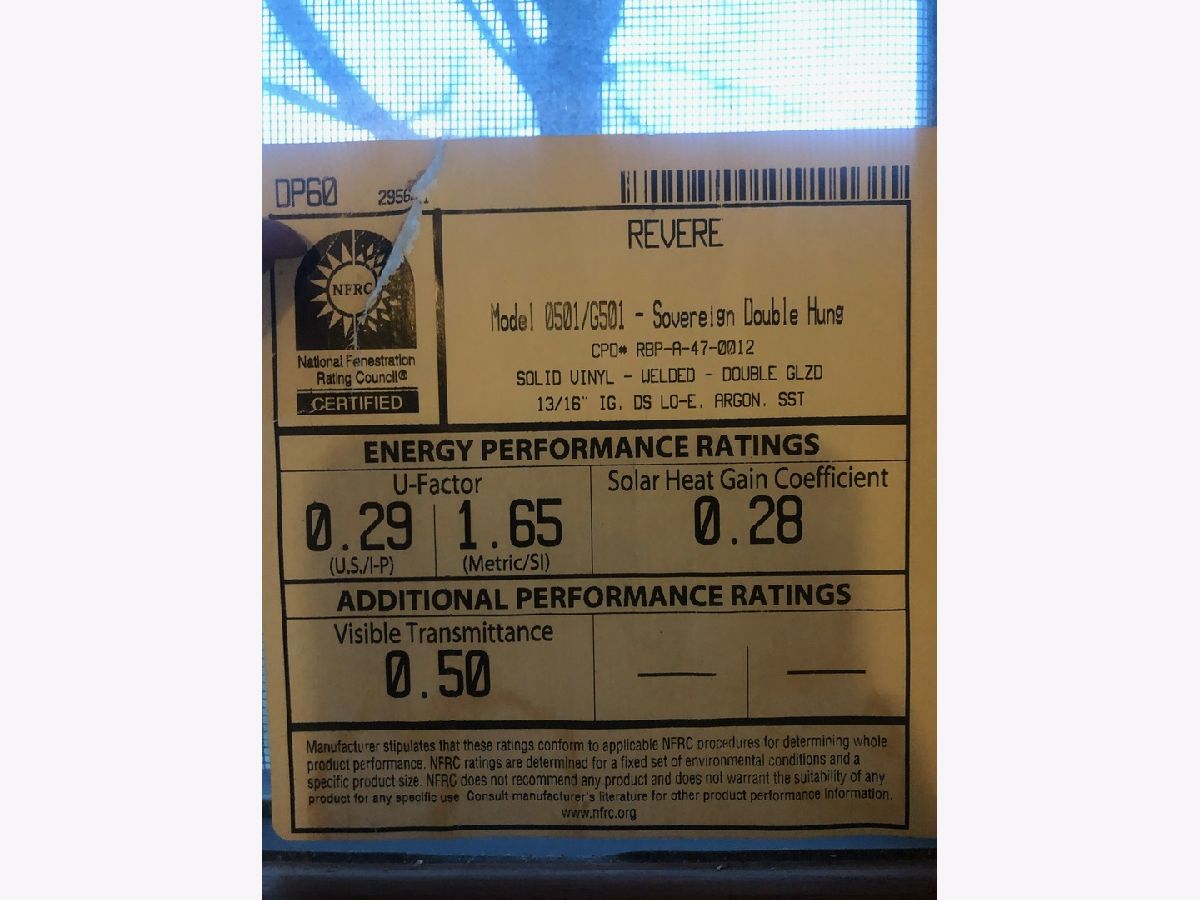 DP60
REVERE
NFRC
National Fenestration
Rating Council®
CERTIFIED
Model 0501/G501 - Sovereign Double Hung
CPD# RBP-A-47-0012
SOLID VINYL - WELDED - DOUBLE GLZD
13/16" IG, DS LO-E, ARGON, SST
ENERGY PERFORMANCE RATINGS
U-Factor
0.29 1.65
(U.S./I-P) (Metric/SI)
Solar Heat Gain Coefficient
0.28
ADDITIONAL PERFORMANCE RATINGS
Visible Transmittance
0.50
Manufacturer stipulates that these ratings conform to applicable NFRC procedures for determining whole
product performance. NFRC ratings are determined for a fixed set of environmental conditions and a
specific product size. NFRC does not recommend any product and does not warrant the suitability of any
product for any specific use. Consult manufacturer's literature for other product performance information.
www.nfrc.org